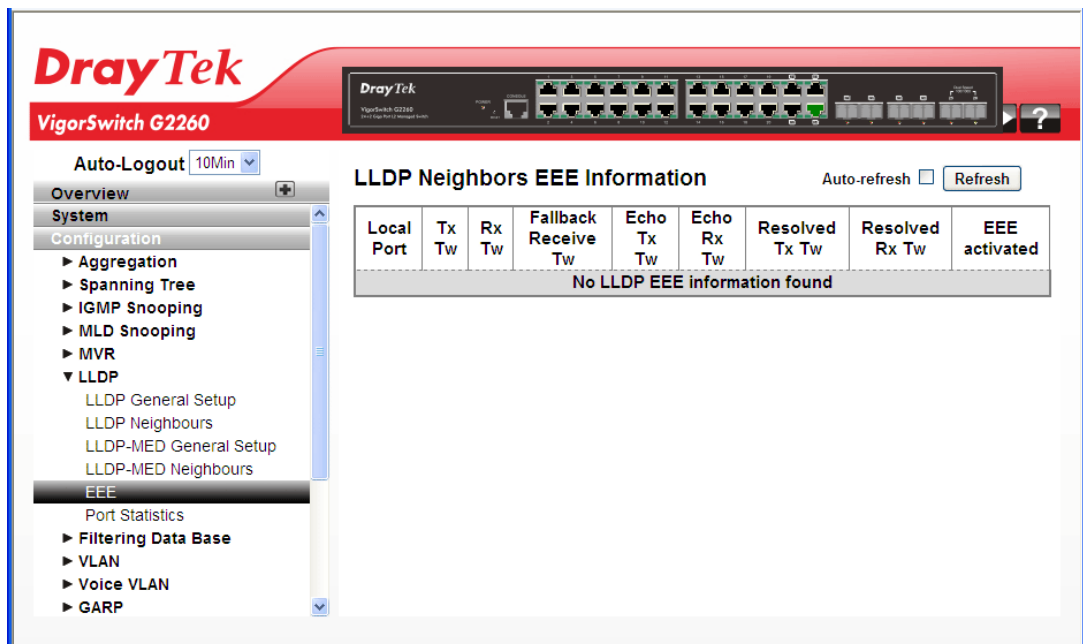 DrayTek
VigorSwitch G2260
DrayTek
VigorSwitch G2260
POWER
CONSOLE
?
Auto-Logout 10Min
Overview
System
Configuration
Aggregation
Spanning Tree
IGMP Snooping
MLD Snooping
MVR
LLDP
LLDP General Setup
LLDP Neighbours
LLDP-MED General Setup
LLDP-MED Neighbours
EEE
Port Statistics
Filtering Data Base
VLAN
Voice VLAN
GARP
LLDP Neighbors EEE Information
Auto-refresh Refresh
Local Port Tx Tw Rx Tw Fallback Receive Tw Echo Tx Tw Echo Rx Tw Resolved Tx Tw Resolved Rx Tw EEE activated
No LLDP EEE information found